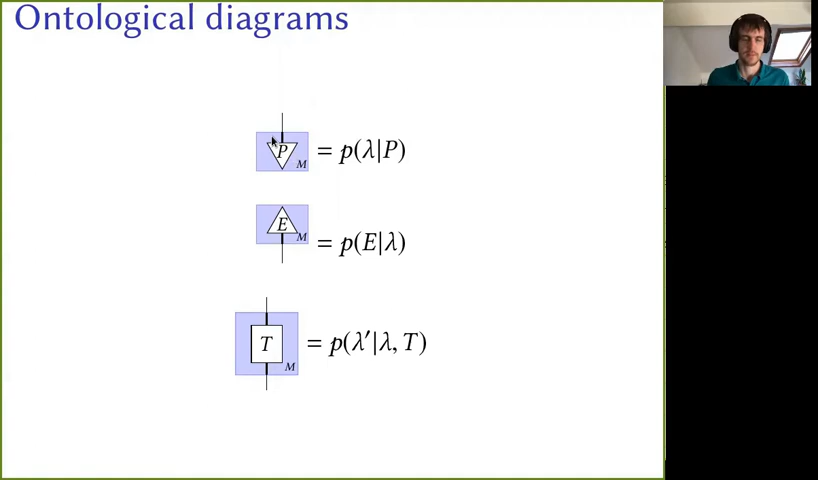 Ontological diagrams
P M = p(λ|P)
E M = p(E|λ)
T M = p(λ′|λ, T)